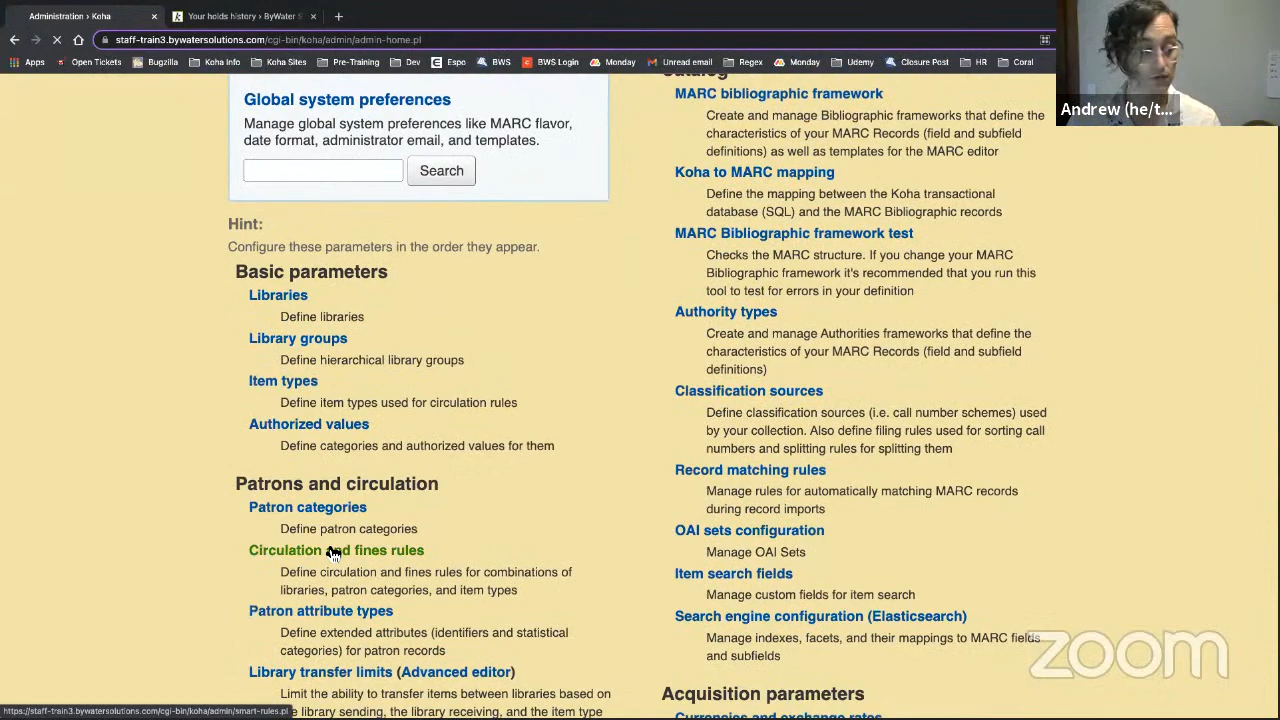 Administration › Koha
Your holds history › ByWater S
staff-train3.bywatersolutions.com/cgi-bin/koha/admin/admin-home.pl
Apps
Open Tickets
Bugzilla
Koha Info
Koha Sites
Pre-Training
Dev
Espo
BWS
BWS Login
Monday
Unread email
Regex
Monday
Udemy
Closure Post
HR
Coral
Andrew (he/t...
Global system preferences
Manage global system preferences like MARC flavor,
date format, administrator email, and templates.
Search
Hint:
Configure these parameters in the order they appear.
Basic parameters
Libraries
Define libraries
Library groups
Define hierarchical library groups
Item types
Define item types used for circulation rules
Authorized values
Define categories and authorized values for them
Patrons and circulation
Patron categories
Define patron categories
Circulation and fines rules
Define circulation and fines rules for combinations of
libraries, patron categories, and item types
Patron attribute types
Define extended attributes (identifiers and statistical
categories) for patron records
Library transfer limits (Advanced editor)
Limit the ability to transfer items between libraries based on
he library sending, the library receiving, and the item type
https://staff-train3.bywatersolutions.com/cgi-bin/koha/admin/smart-rules.pl
Catalog
MARC bibliographic framework
Create and manage Bibliographic frameworks that define the
characteristics of your MARC Records (field and subfield
definitions) as well as templates for the MARC editor
Koha to MARC mapping
Define the mapping between the Koha transactional
database (SQL) and the MARC Bibliographic records
MARC Bibliographic framework test
Checks the MARC structure. If you change your MARC
Bibliographic framework it's recommended that you run this
tool to test for errors in your definition
Authority types
Create and manage Authorities frameworks that define the
characteristics of your MARC Records (field and subfield
definitions)
Classification sources
Define classification sources (i.e. call number schemes) used
by your collection. Also define filing rules used for sorting call
numbers and splitting rules for splitting them
Record matching rules
Manage rules for automatically matching MARC records
during record imports
OAI sets configuration
Manage OAI Sets
Item search fields
Manage custom fields for item search
Search engine configuration (Elasticsearch)
Manage indexes, facets, and their mappings to MARC fields
and subfields
Acquisition parameters
Currencies and exchange rates
zoom